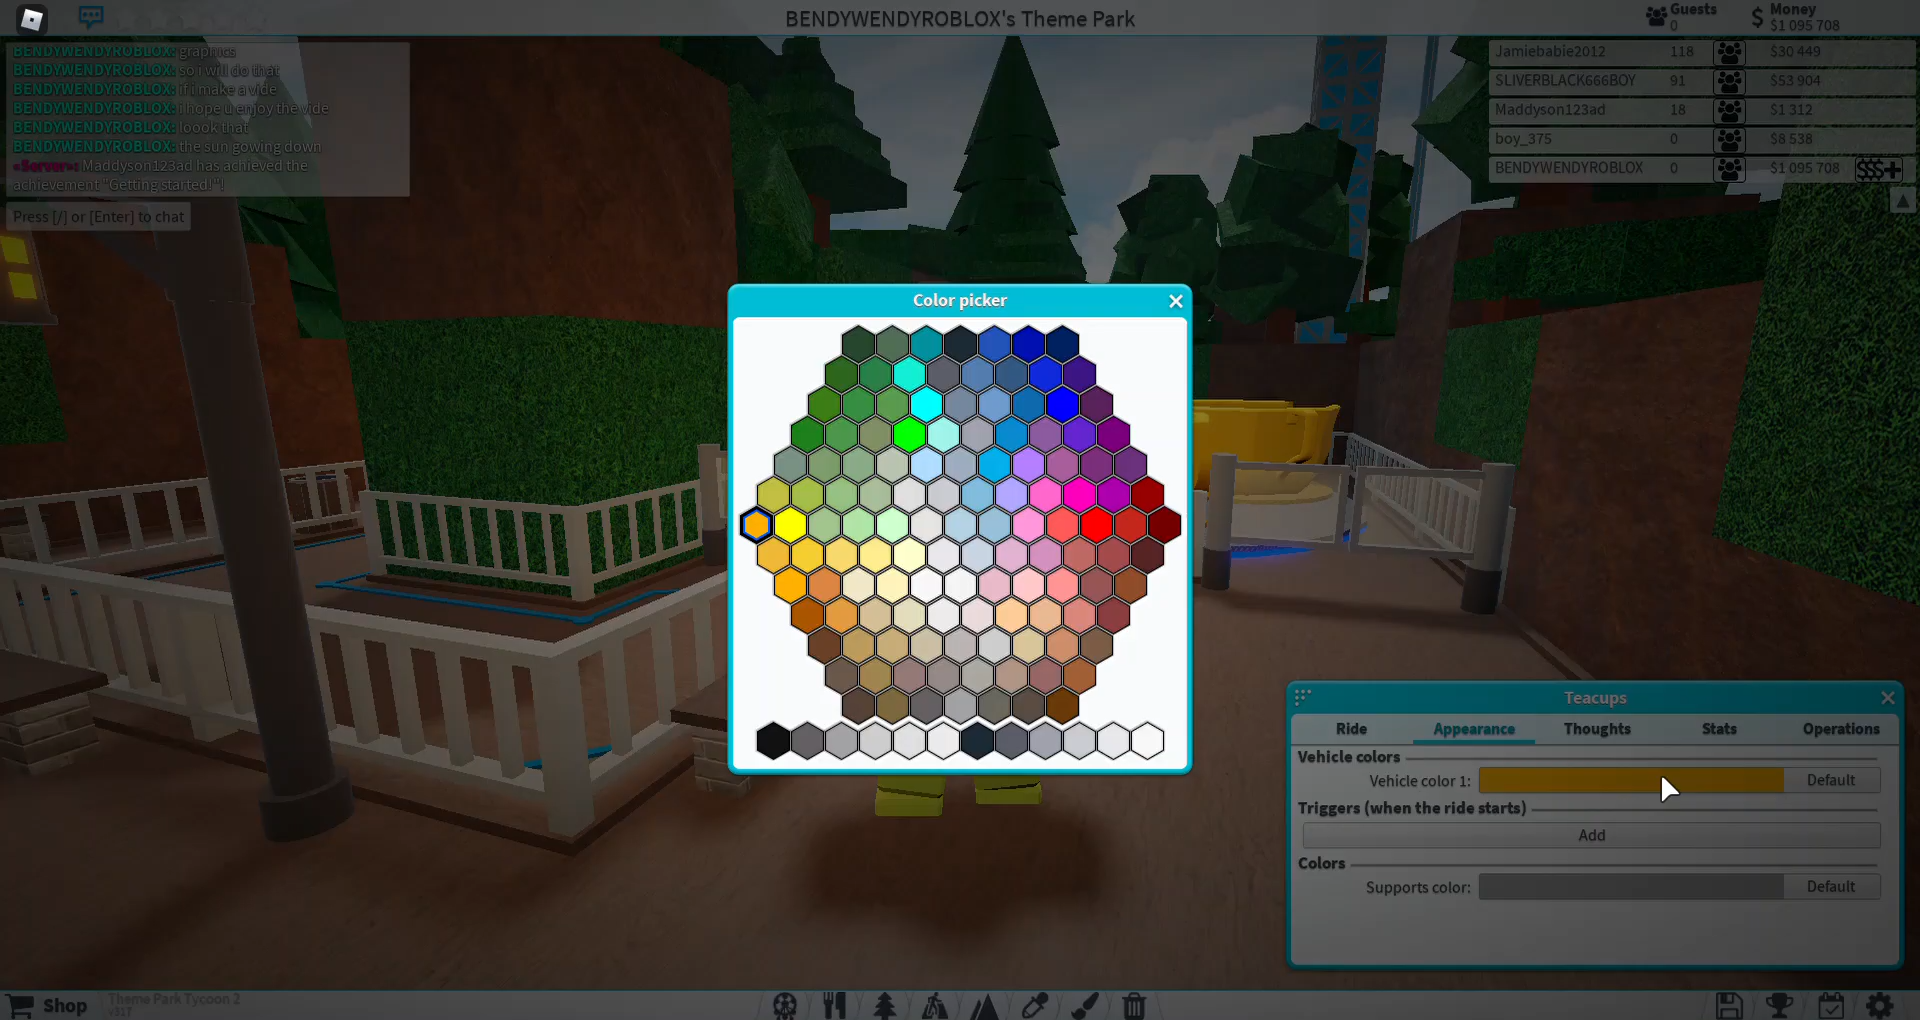 BENDYWENDYROBLOX's Theme Park
Guests
0
Money
$1 095 708
BENDYWENDYROBLOX: graphics
BENDYWENDYROBLOX: so i will do that
BENDYWENDYROBLOX: if i make a vide
BENDYWENDYROBLOX: i hope u enjoy the vide
BENDYWENDYROBLOX: loook that
BENDYWENDYROBLOX: the sun gowing down
«Server»: Maddyson123ad has achieved the
achievement "Getting started!"!
Press [/] or [Enter] to chat
Jamiebabie2012 118 $30 449
SLIVERBLACK666BOY 91 $53 904
Maddyson123ad 18 $1 312
boy_375 0 $8 538
BENDYWENDYROBLOX 0 $1 095 708 $$$+
Color picker
Teacups
Ride Appearance Thoughts Stats Operations
Vehicle colors
Vehicle color 1: Default
Triggers (when the ride starts)
Add
Colors
Supports color: Default
Shop
Theme Park Tycoon 2
v317